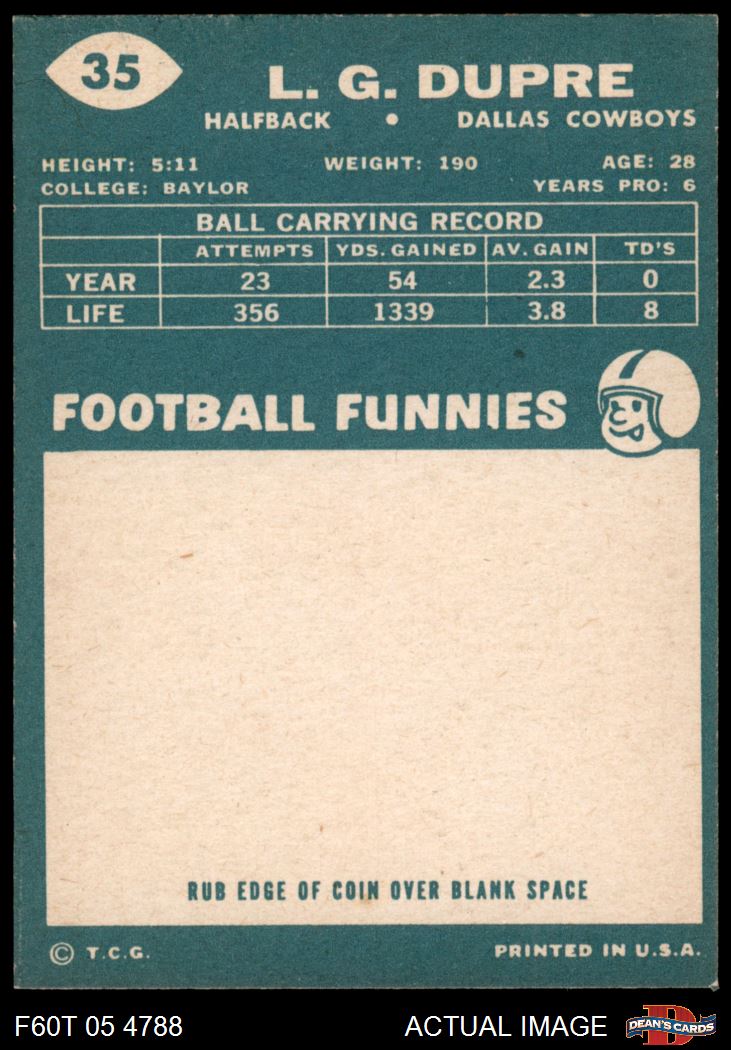 35
L. G. DUPRE
HALFBACK • DALLAS COWBOYS
HEIGHT: 5:11 WEIGHT: 190 AGE: 28
COLLEGE: BAYLOR YEARS PRO: 6
BALL CARRYING RECORD
ATTEMPTS YDS. GAINED AV. GAIN TD'S
YEAR 23 54 2.3 0
LIFE 356 1339 3.8 8
FOOTBALL FUNNIES
RUB EDGE OF COIN OVER BLANK SPACE
© T.C.G. PRINTED IN U.S.A.
F60T 05 4788 ACTUAL IMAGE D DEAN'S CARDS